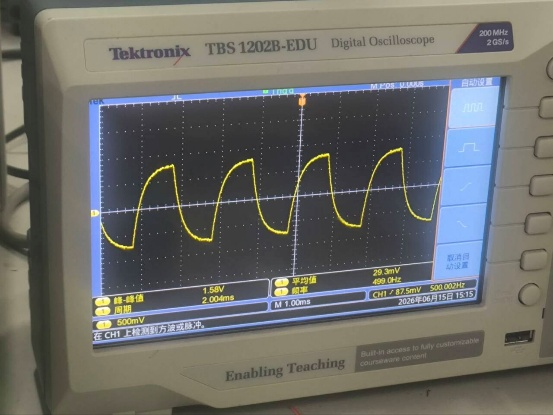 Tektronix TBS 1202B-EDU Digital Oscilloscope
200 MHz
2 GS/s
M Pos: 0.000s
自动设置
取消自动设置
1 峰-峰值 1.58V
1 周期 2.004ms
1 平均值 29.3mV
1 频率 499.0Hz
1 500mV
M 1.00ms
CH1 / 87.5mV 500.002Hz
2026年06月15日 15:15
在 CH1 上检测到方波或脉冲。
Enabling Teaching
Built-in access to fully customizable
courseware content